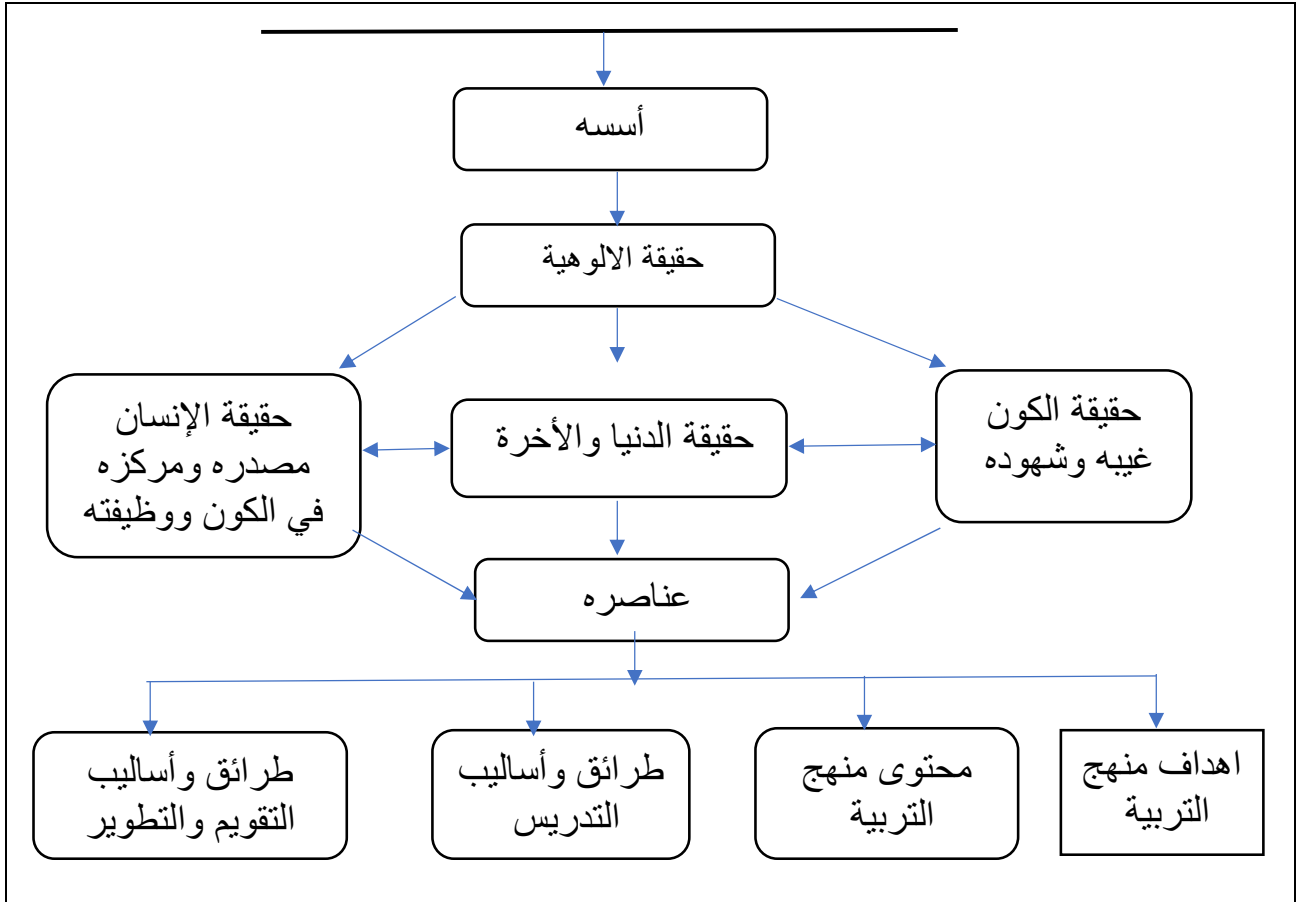 أسسه
حقيقة الالوهية
حقيقة الكون
غيبه وشهوده
حقيقة الدنيا والأخرة
حقيقة الإنسان
مصدره ومركزه
في الكون ووظيفته
عناصره
اهداف منهج
التربية
محتوى منهج
التربية
طرائق وأساليب
التدريس
طرائق وأساليب
التقويم والتطوير